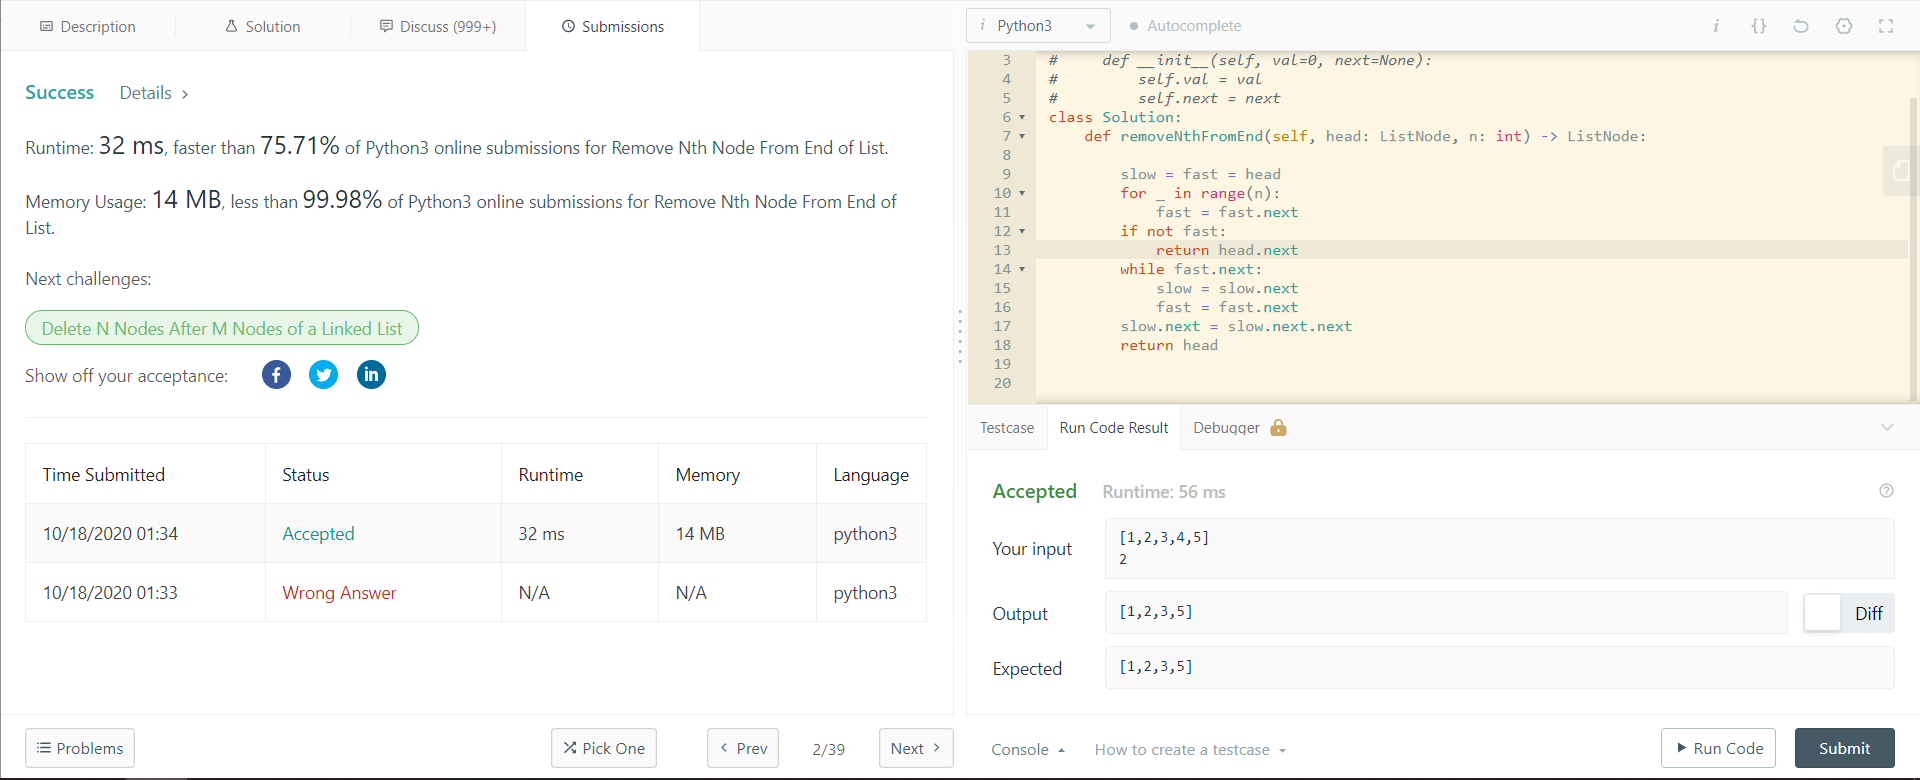 Description
Solution
Discuss (999+)
Submissions
Success Details >
Runtime: 32 ms, faster than 75.71% of Python3 online submissions for Remove Nth Node From End of List.
Memory Usage: 14 MB, less than 99.98% of Python3 online submissions for Remove Nth Node From End of
List.
Next challenges:
Delete N Nodes After M Nodes of a Linked List
Show off your acceptance:
Time Submitted Status Runtime Memory Language
10/18/2020 01:34 Accepted 32 ms 14 MB python3
10/18/2020 01:33 Wrong Answer N/A N/A python3
Problems
Pick One
< Prev
2/39
Next >
i Python3
Autocomplete
i {}
3 #     def __init__(self, val=0, next=None):
4 #         self.val = val
5 #         self.next = next
6 class Solution:
7     def removeNthFromEnd(self, head: ListNode, n: int) -> ListNode:
8
9         slow = fast = head
10         for _ in range(n):
11             fast = fast.next
12         if not fast:
13             return head.next
14         while fast.next:
15             slow = slow.next
16             fast = fast.next
17         slow.next = slow.next.next
18         return head
19
20
Testcase
Run Code Result
Debugger
Accepted Runtime: 56 ms
Your input
[1,2,3,4,5]
2
Output
[1,2,3,5]
Diff
Expected
[1,2,3,5]
Console
How to create a testcase
Run Code
Submit